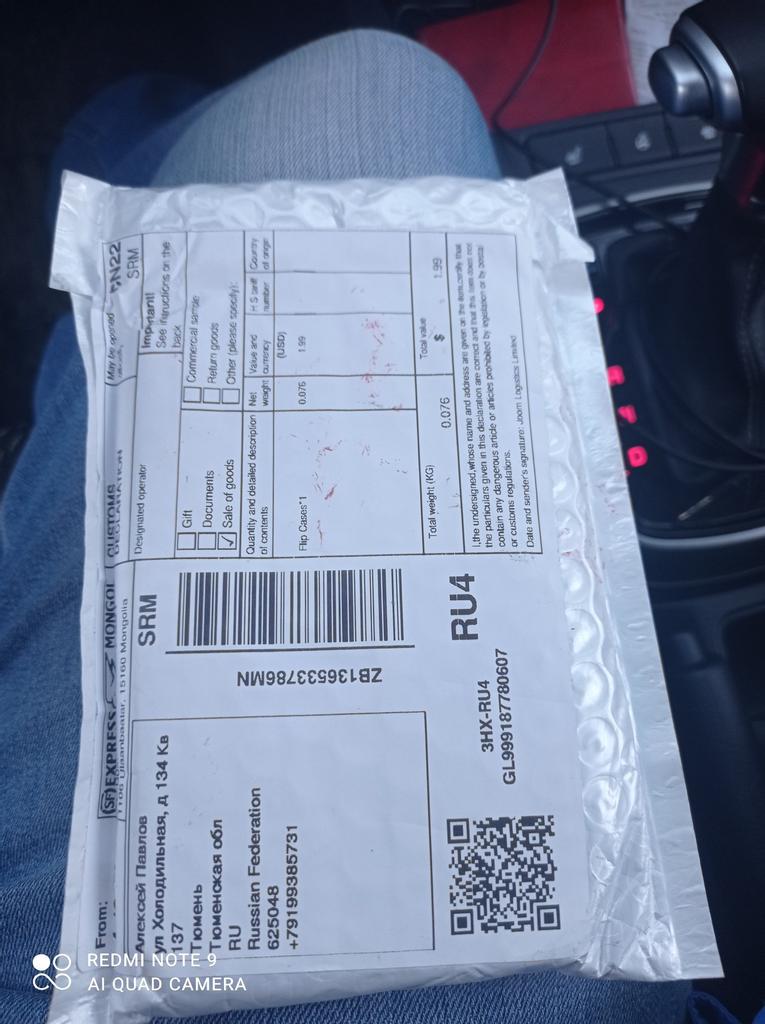 From:
SF EXPRESS
MONGOL
Ulaanbaatar, 15160 Mongolia
CUSTOMS
DECLARATION
May be opened
CN22
Designated operator
Important!
See intructions on the
back
SRM
SRM
Gift
Commercial sample
Documents
Return goods
Sale of goods
Other (please specify):
Quantity and detailed description
of contents
Net
weight
Value and
currency
(USD)
H S tariff
number
Country
of origin
Flip Cases*1
0.076
1.99
Total weight (KG)
Total value
0.076
$
1.99
I,the undersigned,whose name and address are given on the item,certify that
the particulars given in this declaration are correct and that this item does not
contain any dangerous article or articles prohibited by legislation or by postal
or customs regulations.
Date and sender's signature: Joom Logistics Limited
ZB136533786MN
Алексей Павлов
ул Холодильная, д 134 Кв
137
Тюмень
Тюменская обл
RU
Russian Federation
625048
+79199385731
RU4
3HX-RU4
GL999187780607
REDMI NOTE 9
AI QUAD CAMERA